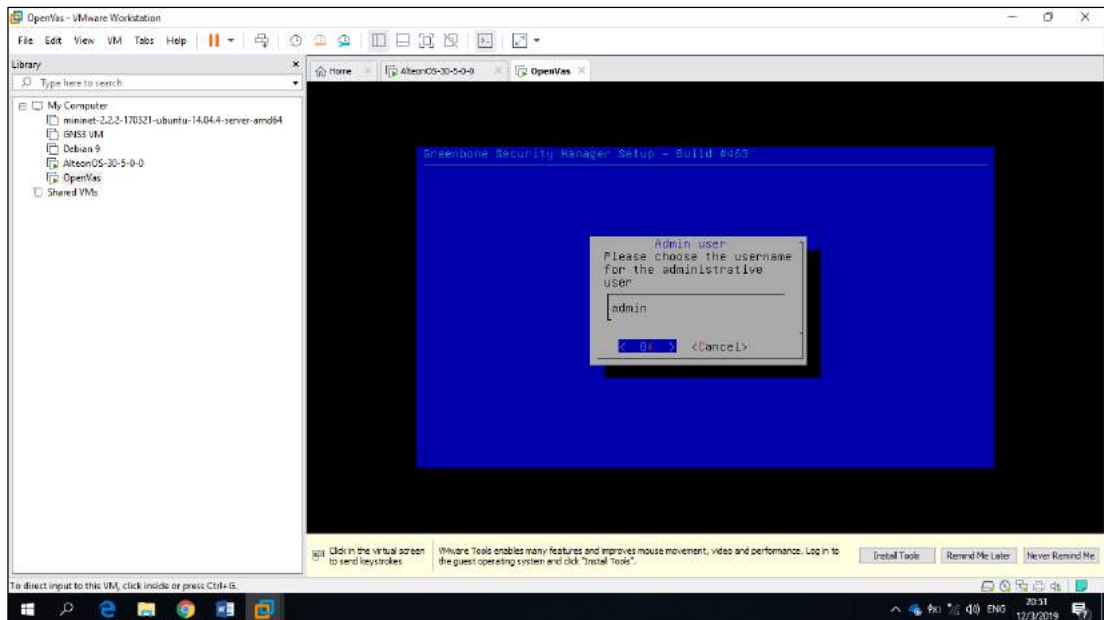 OpenVas - VMware Workstation
File Edit View VM Tabs Help
Library
Type here to search
My Computer
mininet-2.2.2-170321-ubuntu-14.04.4-server-amd64
GNS3 VM
Debian 9
AlteonOS-30-5-0-0
OpenVas
Shared VMs
Home AlteonOS-30-5-0-0 OpenVas
Greenbone Security Manager Setup - Build #463
Admin user
Please choose the username
for the administrative
user
admin
< OK > <Cancel>
Click in the virtual screen
to send keystrokes
VMware Tools enables many features and improves mouse movement, video and performance. Log in to
the guest operating system and click "Install Tools".
Install Tools Remind Me Later Never Remind Me
To direct input to this VM, click inside or press Ctrl+G.
ENG
20:51
12/3/2019